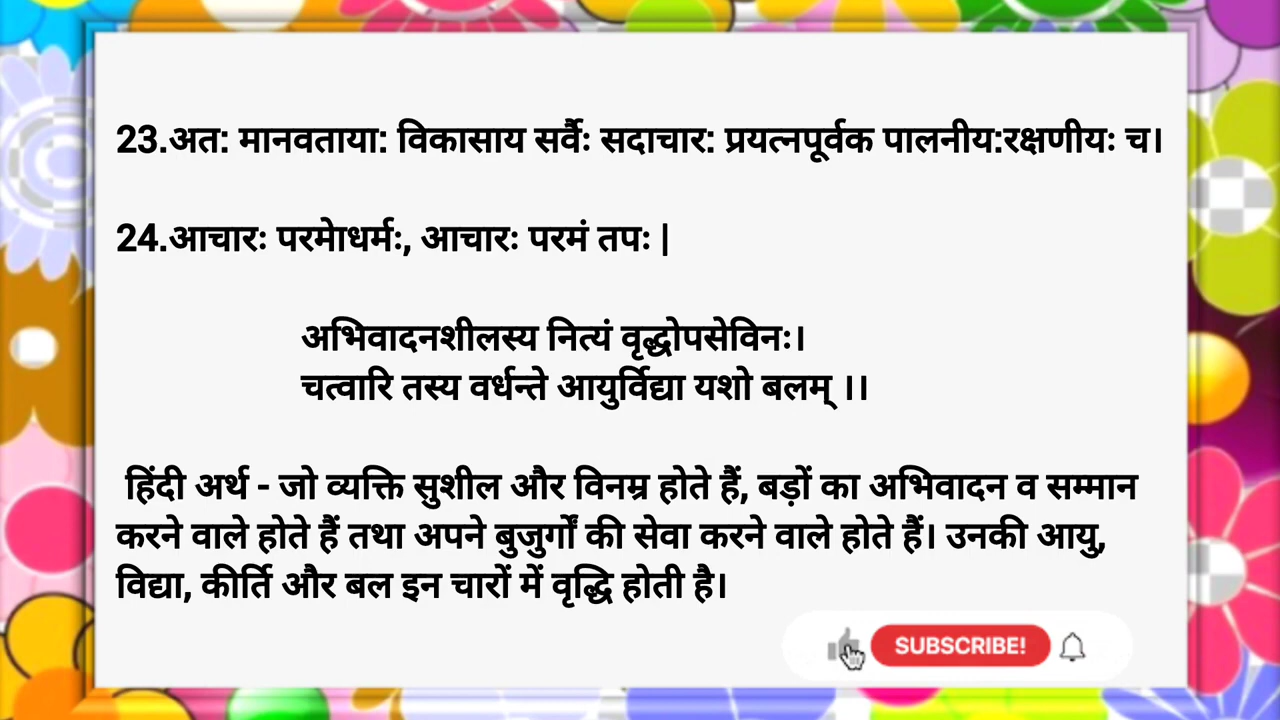 23.अत: मानवताया: विकासाय सर्वैः सदाचार: प्रयत्नपूर्वक पालनीय:रक्षणीयः च।
24.आचारः परमोधर्मः, आचारः परमं तपः |
अभिवादनशीलस्य नित्यं वृद्धोपसेविनः।
चत्वारि तस्य वर्धन्ते आयुर्विद्या यशो बलम् ।।
हिंदी अर्थ - जो व्यक्ति सुशील और विनम्र होते हैं, बड़ों का अभिवादन व सम्मान
करने वाले होते हैं तथा अपने बुजुर्गों की सेवा करने वाले होते हैं। उनकी आयु,
विद्या, कीर्ति और बल इन चारों में वृद्धि होती है।
SUBSCRIBE!